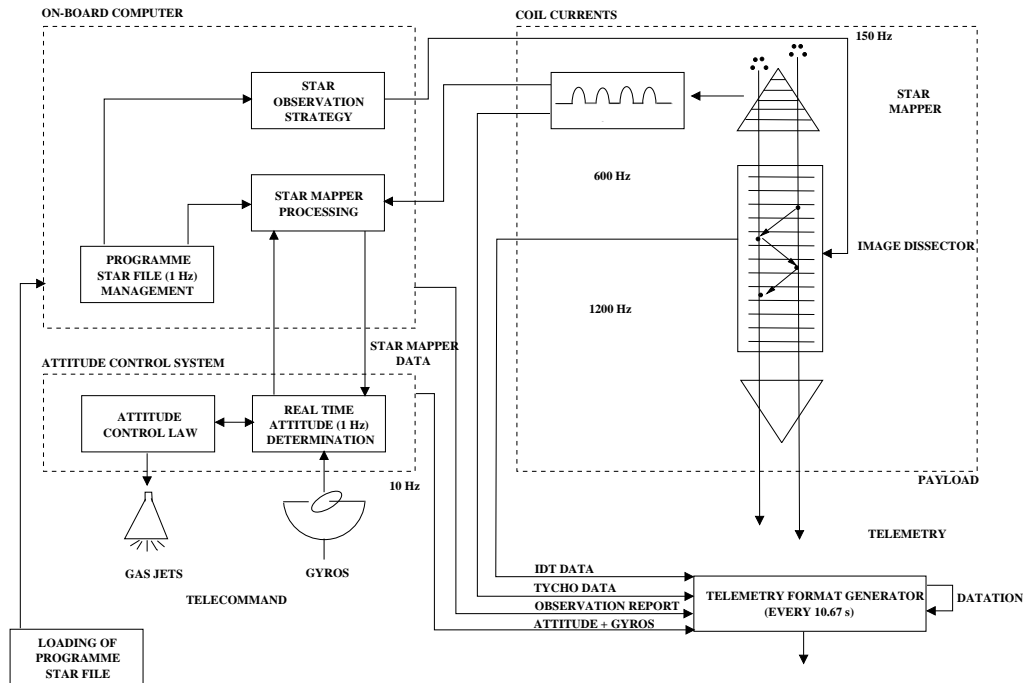 ON-BOARD COMPUTER
COIL CURRENTS
150 Hz
STAR
OBSERVATION
STRATEGY
STAR
MAPPER
600 Hz
STAR MAPPER
PROCESSING
PROGRAMME
STAR FILE (1 Hz)
MANAGEMENT
IMAGE DISSECTOR
1200 Hz
STAR MAPPER
DATA
ATTITUDE CONTROL SYSTEM
ATTITUDE
CONTROL LAW
REAL TIME
ATTITUDE (1 Hz)
DETERMINATION
10 Hz
PAYLOAD
TELEMETRY
GAS JETS
GYROS
TELECOMMAND
IDT DATA
TYCHO DATA
OBSERVATION REPORT
ATTITUDE + GYROS
TELEMETRY FORMAT GENERATOR
(EVERY 10.67 s)
DATATION
LOADING OF
PROGRAMME
STAR FILE